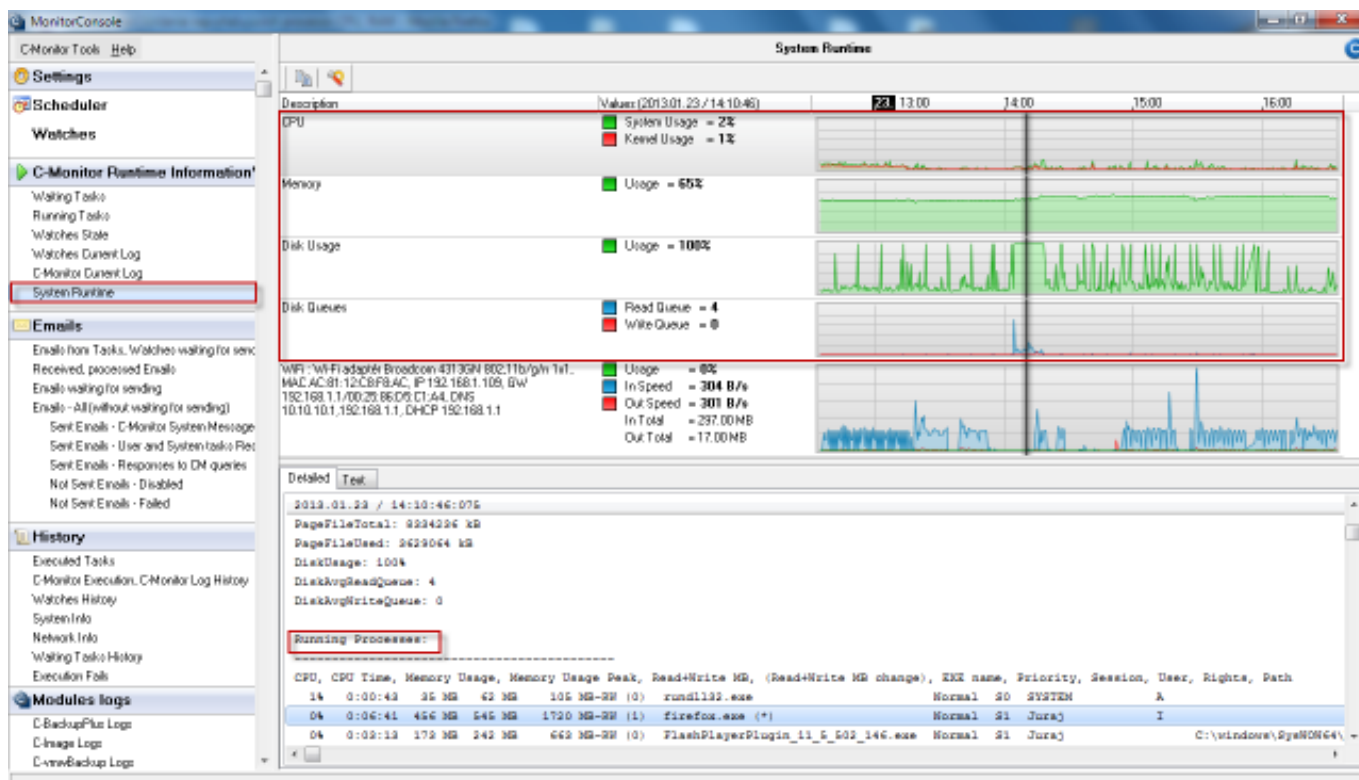 MonitorConsole
C-Monitor Tools Help
System Runtime
Settings
Scheduler
Watches
C-Monitor Runtime Information
Waiting Tasks
Running Tasks
Watches State
Watches Current Log
C-Monitor Current Log
System Runtime
Emails
Emails from Tasks, Watches waiting for send
Received, processed Emails
Emails waiting for sending
Emails - All (without waiting for sending)
Sent Emails - C-Monitor System Message
Sent Emails - User and System tasks Res
Sent Emails - Responses to CM queries
Not Sent Emails - Disabled
Not Sent Emails - Failed
History
Executed Tasks
C-Monitor Execution, C-Monitor Log History
Watches History
System Info
Network Info
Waiting Tasks History
Execution Fails
Modules logs
C-BackupPlus Logs
C-Image Logs
C-vmwBackup Logs
Description Values (2013.01.23 / 14:10:46) 23. 13:00 14:00 15:00 16:00
CPU System Usage = 2%
Kernel Usage = 1%
Memory Usage = 65%
Disk Usage Usage = 100%
Disk Queues Read Queue = 4
Write Queue = 0
WiFi : Wi-Fi adaptér Broadcom 4313GN 802.11b/g/n 1x1.. Usage = 0%
MAC AC:81:12:C8:F8:AC, IP 192.168.1.109, GW In Speed = 304 B/s
192.168.1.1/00:25:86:D5:C1:A4, DNS Out Speed = 301 B/s
10.10.10.1,192.168.1.1, DHCP 192.168.1.1 In Total = 297.00 MB
Out Total = 17.00 MB
Detailed Text
2013.01.23 / 14:10:46:075
PageFileTotal: 8334236 kB
PageFileUsed: 3629064 kB
DiskUsage: 100%
DiskAvgReadQueue: 4
DiskAvgWriteQueue: 0
Running Processes:
CPU, CPU Time, Memory Usage, Memory Usage Peak, Read+Write MB, (Read+Write MB change), EXE name, Priority, Session, User, Rights, Path
1% 0:00:43 35 MB 62 MB 105 MB-RW (0) rundll32.exe Normal S0 SYSTEM A
0% 0:06:41 456 MB 545 MB 1720 MB-RW (1) firefox.exe (*) Normal S1 Juraj I
0% 0:03:13 173 MB 242 MB 663 MB-RW (0) FlashPlayerPlugin_11_5_502_146.exe Normal S1 Juraj C:\windows\SysWOW64\